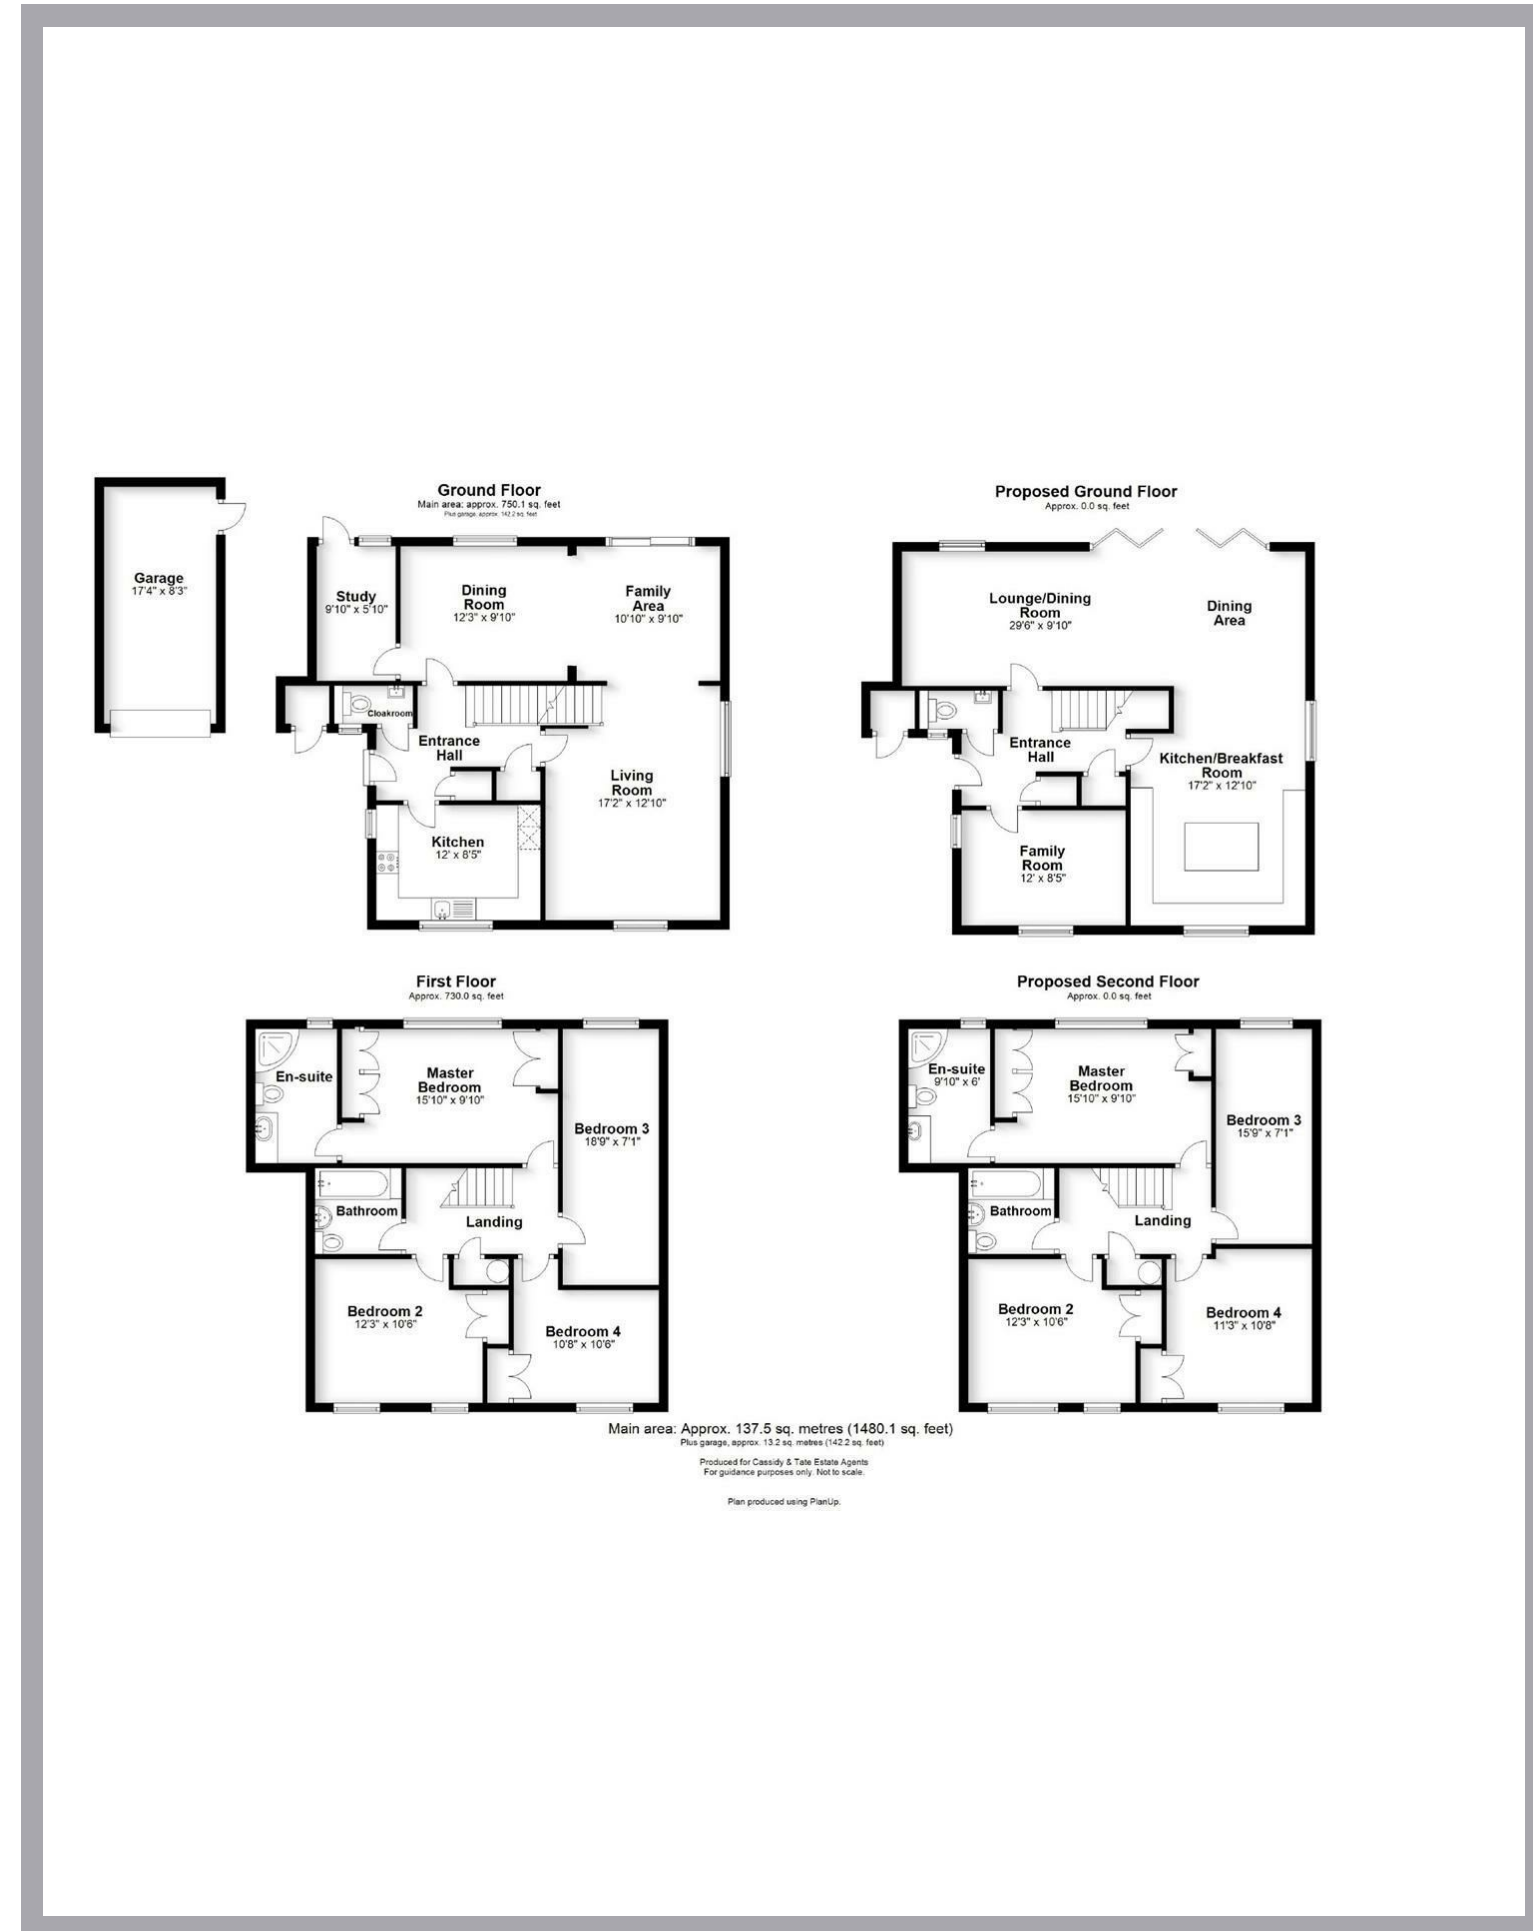 Ground Floor
Main area: approx. 750.1 sq. feet
Plus garage, approx. 142.2 sq. feet
Garage
17'4" x 8'3"
Study
9'10" x 5'10"
Dining
Room
12'3" x 9'10"
Family
Area
10'10" x 9'10"
Cloakroom
Entrance
Hall
Living
Room
17'2" x 12'10"
Kitchen
12' x 8'5"
Proposed Ground Floor
Approx. 0.0 sq. feet
Lounge/Dining
Room
29'6" x 9'10"
Dining
Area
Entrance
Hall
Kitchen/Breakfast
Room
17'2" x 12'10"
Family
Room
12' x 8'5"
First Floor
Approx. 730.0 sq. feet
En-suite
Master
Bedroom
15'10" x 9'10"
Bedroom 3
18'9" x 7'1"
Bathroom
Landing
Bedroom 2
12'3" x 10'6"
Bedroom 4
10'8" x 10'6"
Proposed Second Floor
Approx. 0.0 sq. feet
En-suite
9'10" x 6'
Master
Bedroom
15'10" x 9'10"
Bedroom 3
15'9" x 7'1"
Bathroom
Landing
Bedroom 2
12'3" x 10'6"
Bedroom 4
11'3" x 10'8"
Main area: Approx. 137.5 sq. metres (1480.1 sq. feet)
Plus garage, approx. 13.2 sq. metres (142.2 sq. feet)
Produced for Cassidy & Tate Estate Agents
For guidance purposes only. Not to scale.
Plan produced using PlanUp.